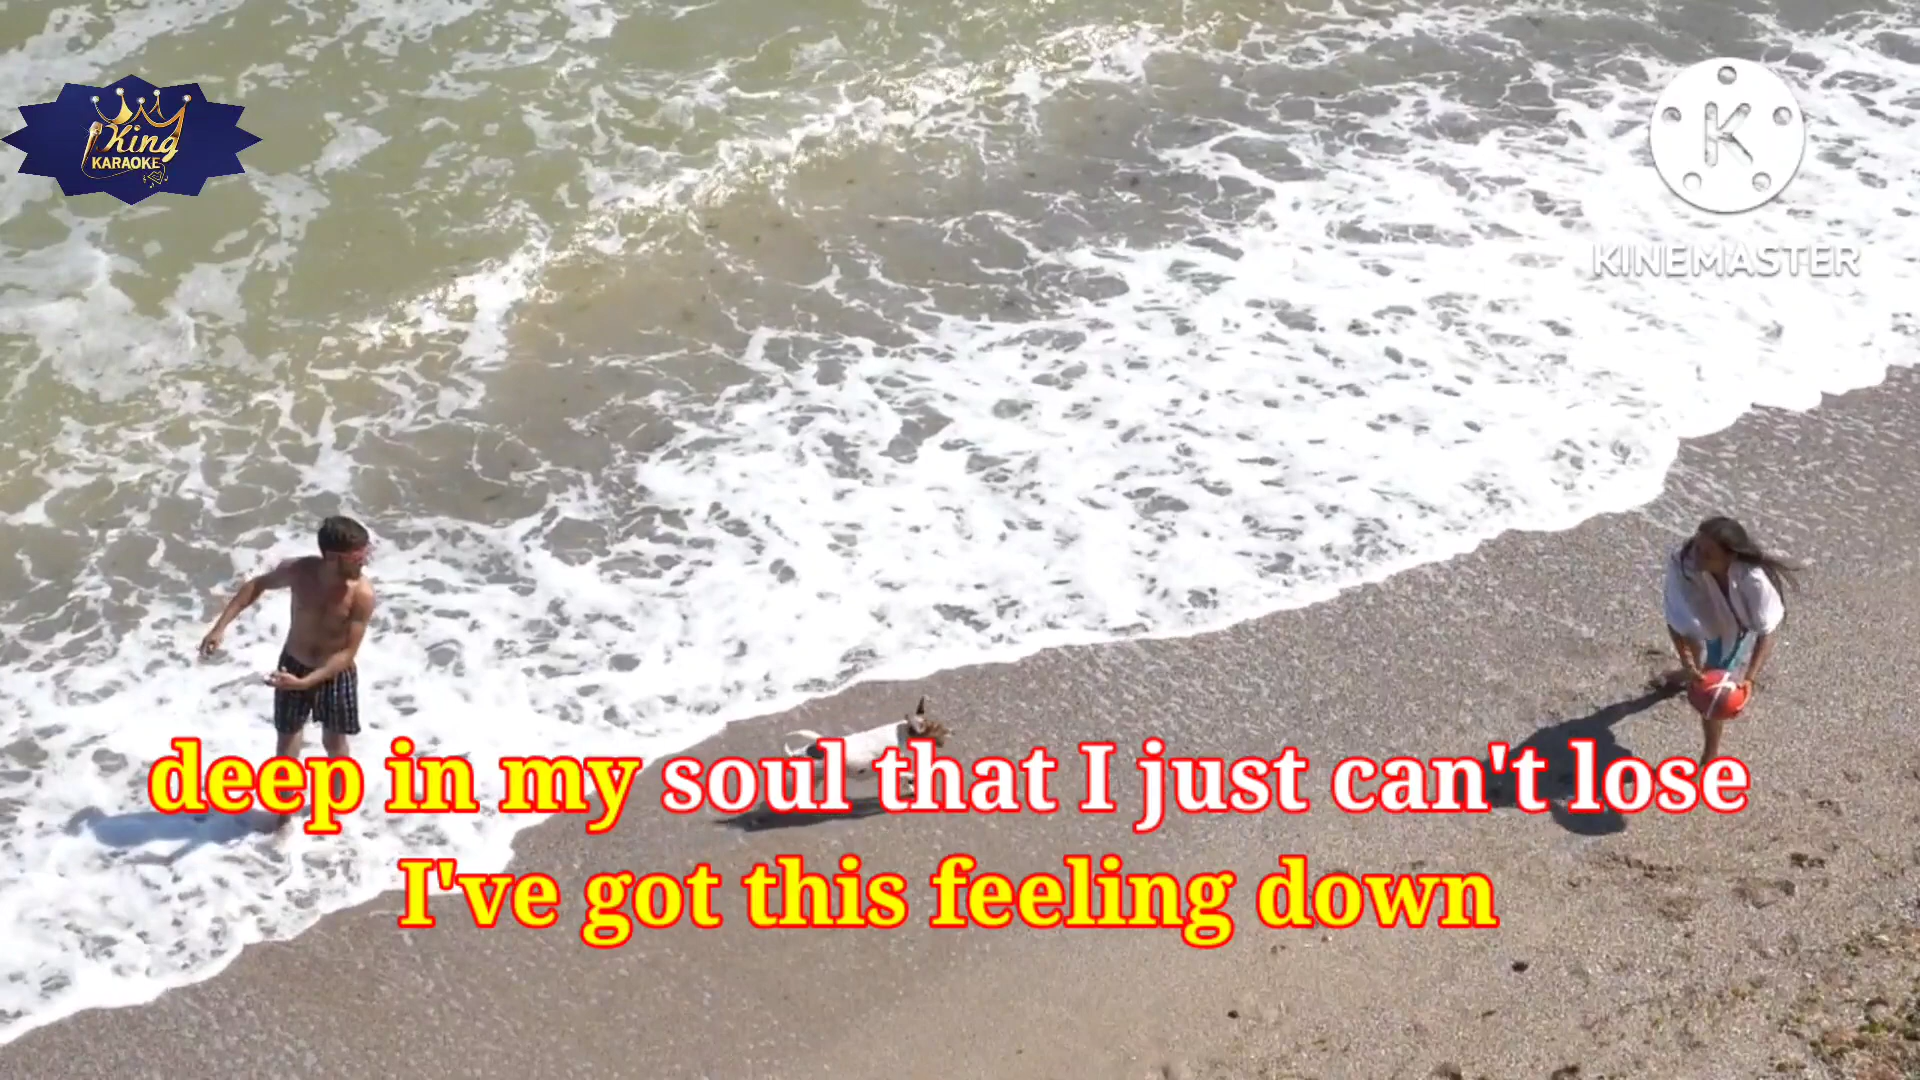 King
KARAOKE
KINEMASTER
deep in my soul that I just can't lose
I've got this feeling down